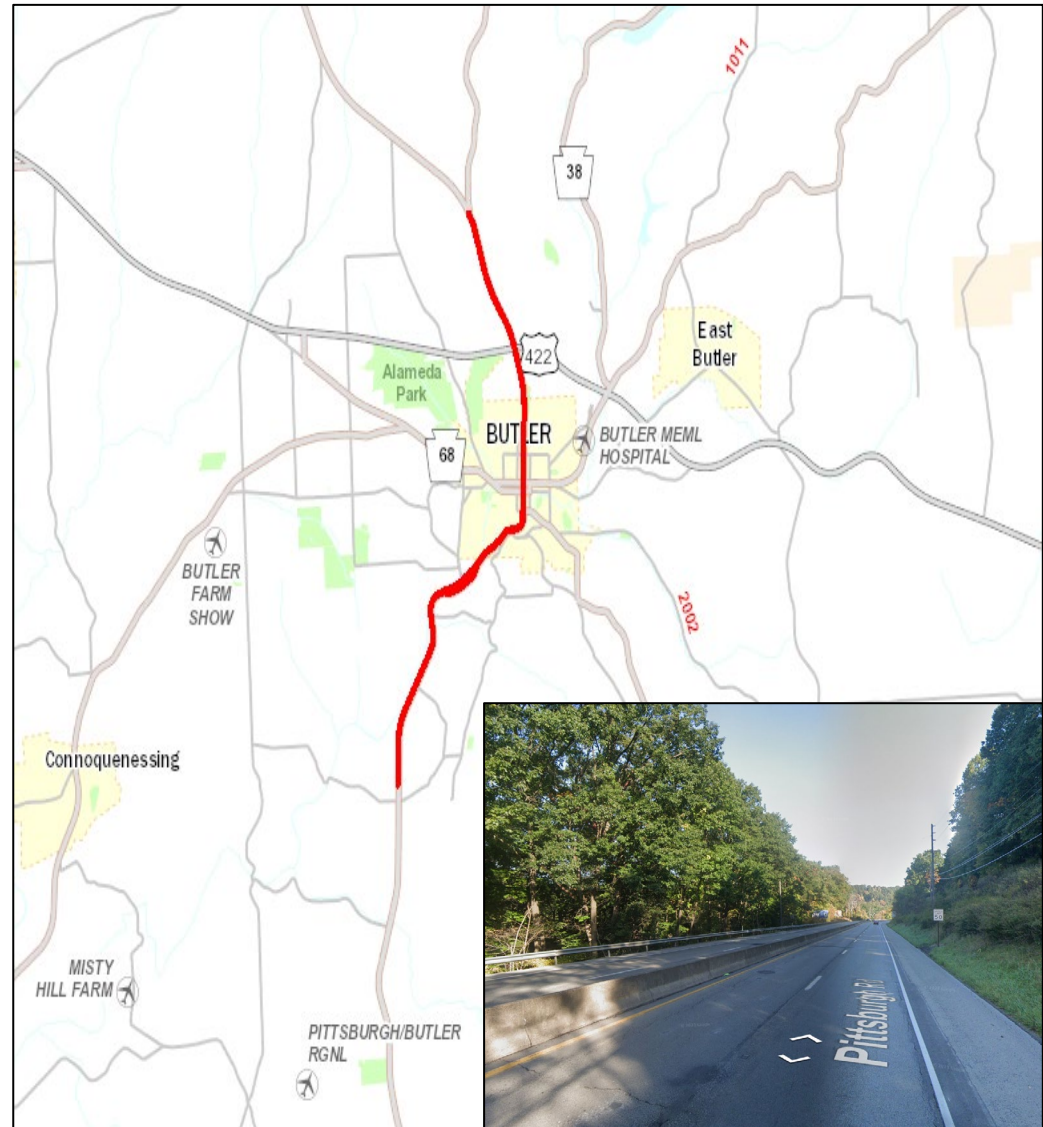 1011
38
422
East
Butler
Alameda
Park
BUTLER
68
BUTLER MEML
HOSPITAL
BUTLER
FARM
SHOW
2002
Connoquenessing
MISTY
HILL FARM
PITTSBURGH/BUTLER
RGNL
Pittsburgh Rd